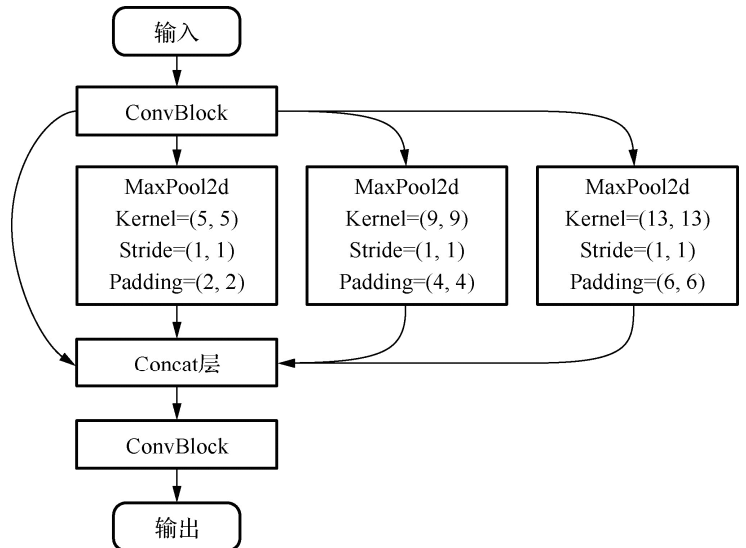 输入
ConvBlock
MaxPool2d
Kernel=(5, 5)
Stride=(1, 1)
Padding=(2, 2)
MaxPool2d
Kernel=(9, 9)
Stride=(1, 1)
Padding=(4, 4)
MaxPool2d
Kernel=(13, 13)
Stride=(1, 1)
Padding=(6, 6)
Concat层
ConvBlock
输出